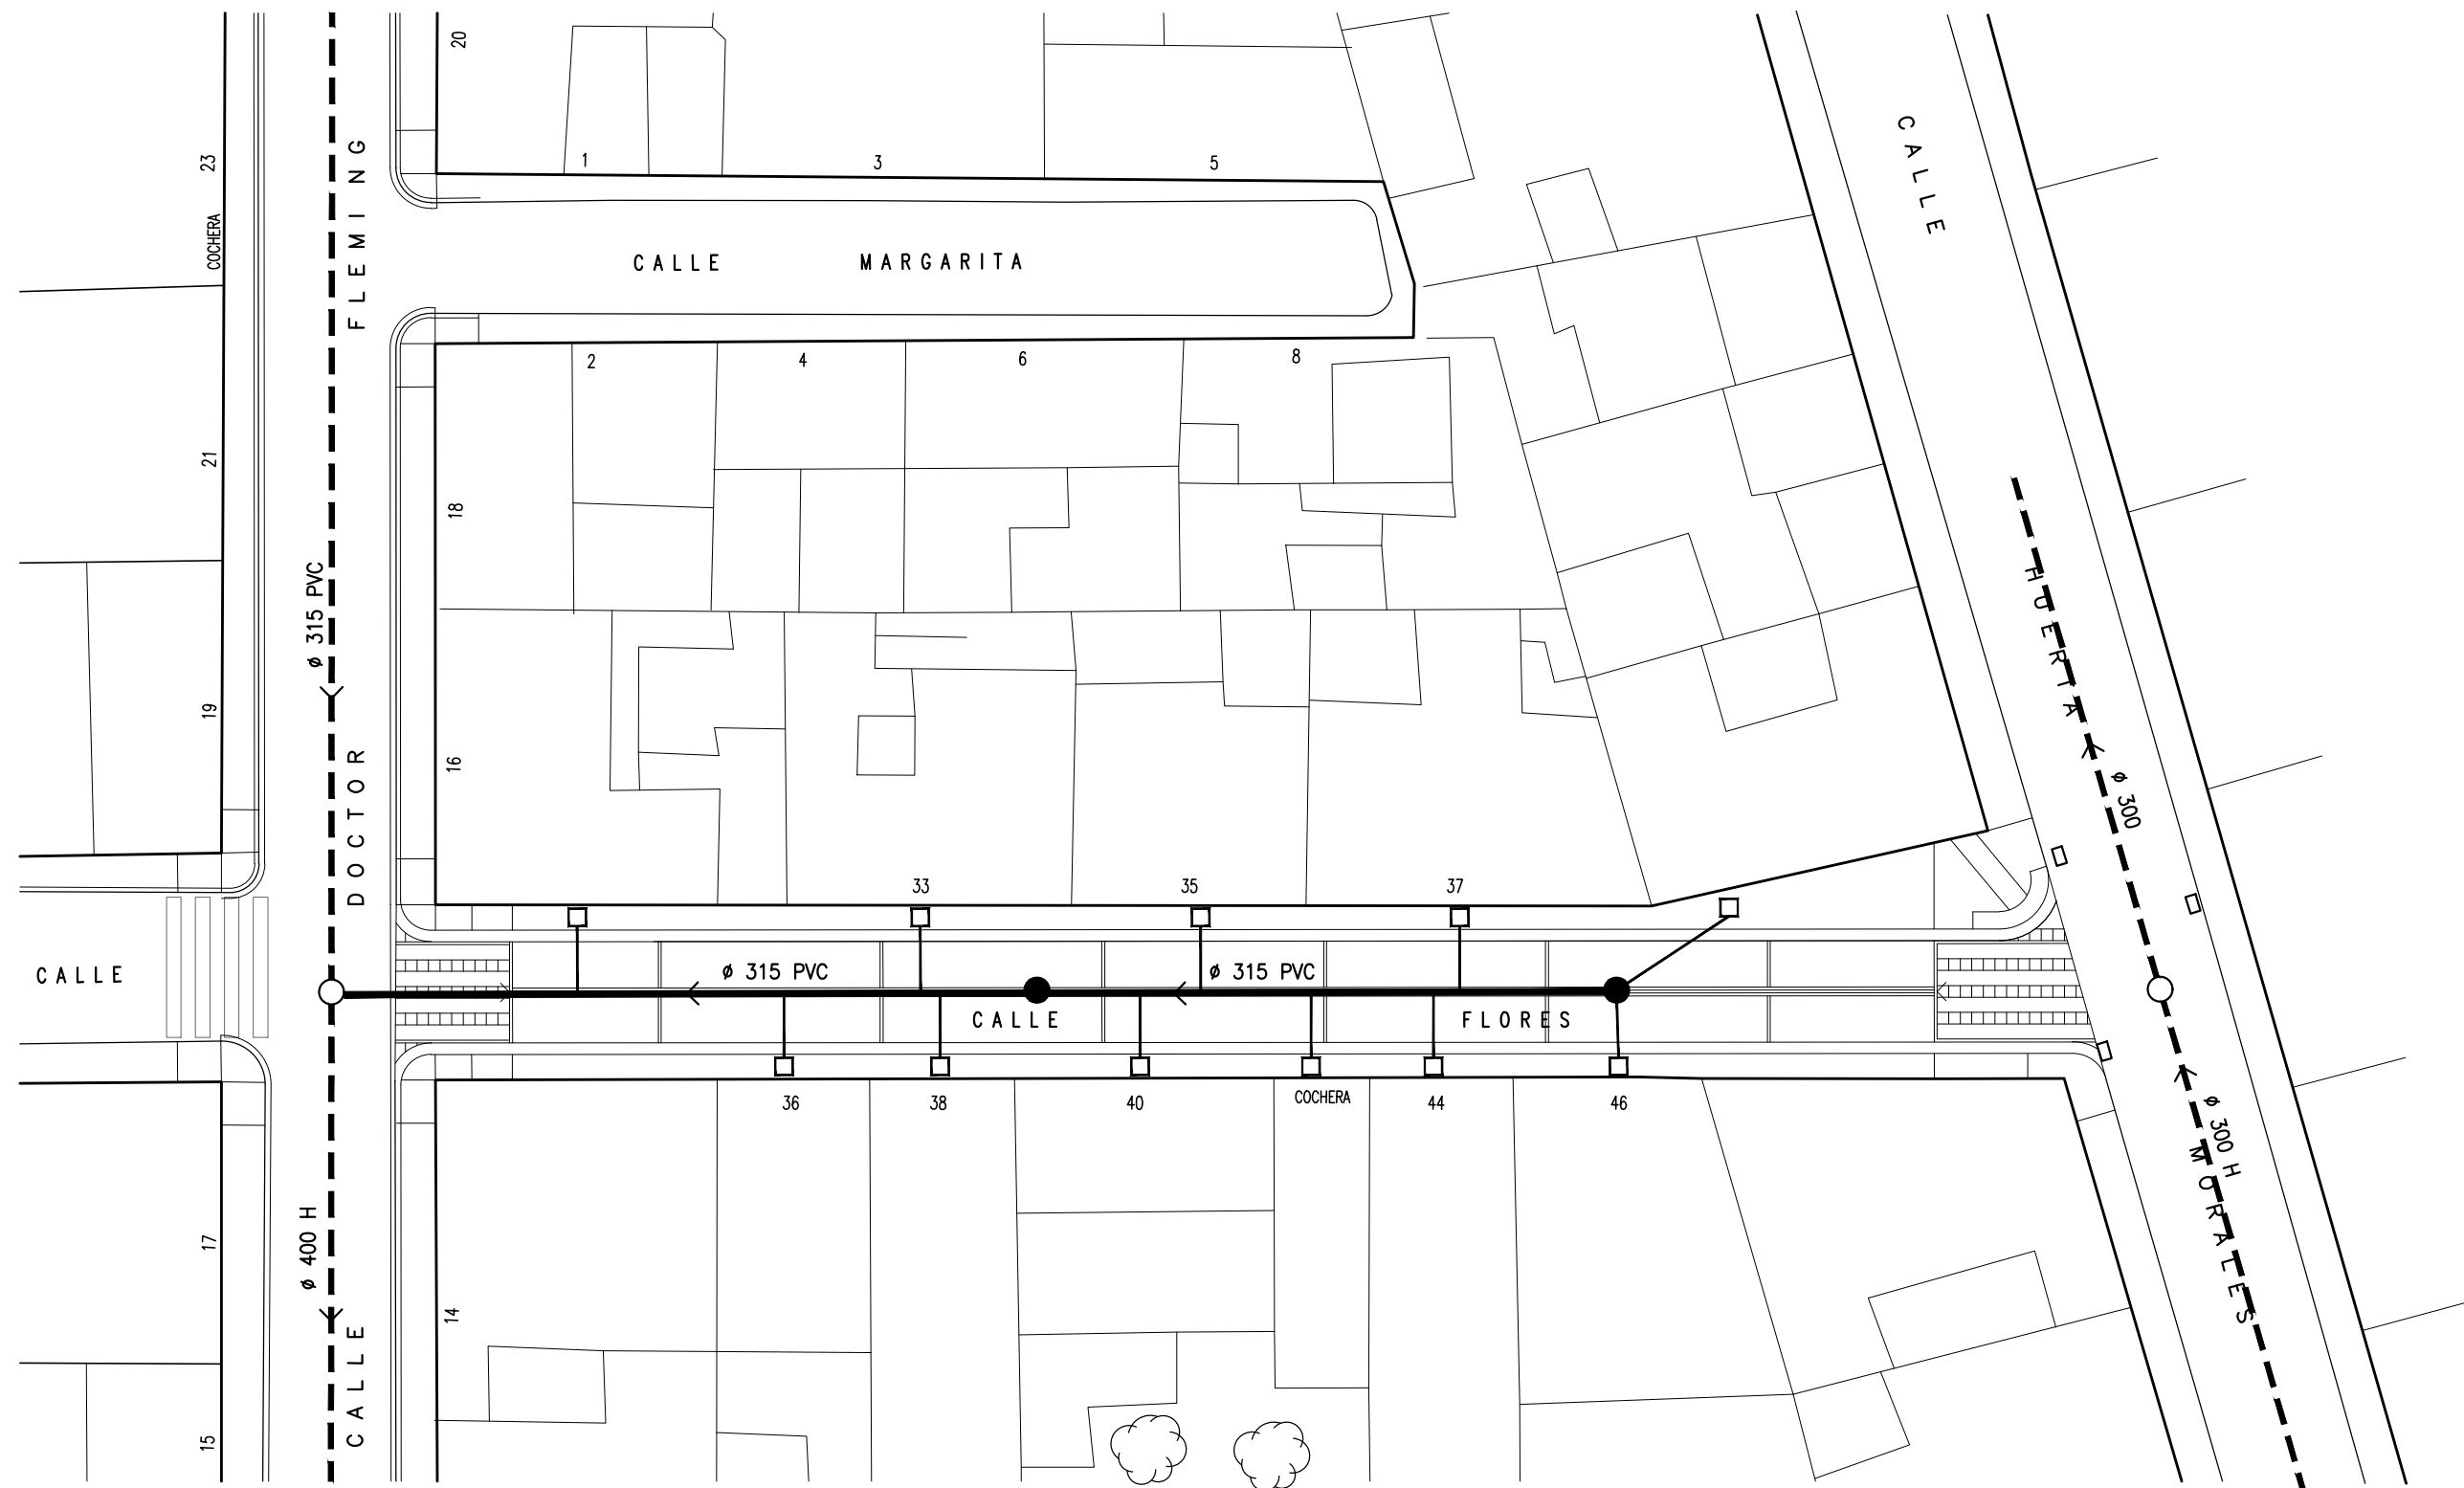 20
23
COCHERA
1
3
5
FLEMING
CALLE MARGARITA
CALLE
2
4
6
8
21
18
ø 315 PVC
HUERTA
19
16
DOCTOR
ø 300
33
35
37
CALLE
ø 315 PVC
ø 315 PVC
CALLE FLORES
36
38
40
COCHERA
44
46
ø 300 H
MORALES
17
ø 400 H
14
CALLE
15